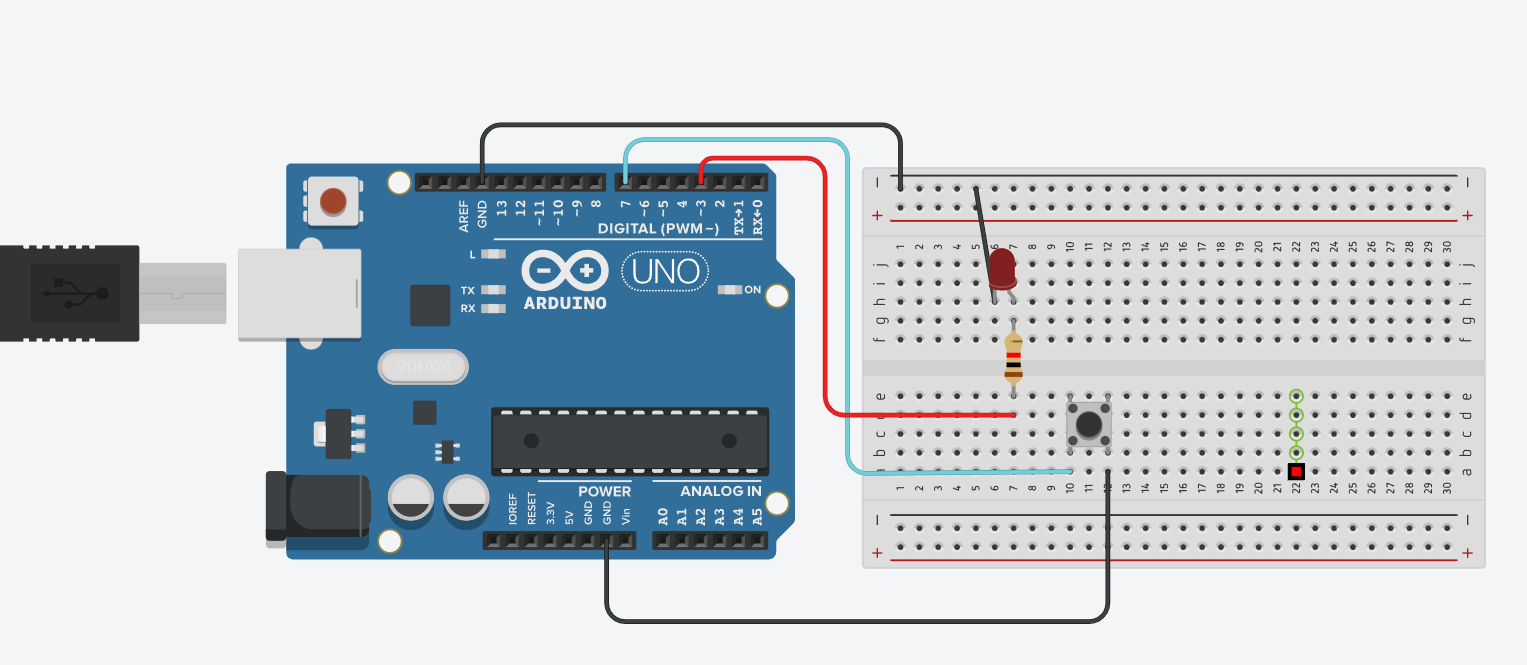 AREF
GND
13
12
~11
~10
~9
8
7
~6
~5
4
~3
2
TX→1
RX←0
DIGITAL (PWM~)
L
TX
RX
UNO
ARDUINO
ON
SPK16.000G
POWER
ANALOG IN
IOREF
RESET
3.3V
5V
GND
GND
Vin
A0
A1
A2
A3
A4
A5
− −
+ +
1 2 3 4 5 6 7 8 9 10 11 12 13 14 15 16 17 18 19 20 21 22 23 24 25 26 27 28 29 30
j j
i i
h h
g g
f f
e e
d d
c c
b b
a a
1 2 3 4 5 6 7 8 9 10 11 12 13 14 15 16 17 18 19 20 21 22 23 24 25 26 27 28 29 30
− −
+ +